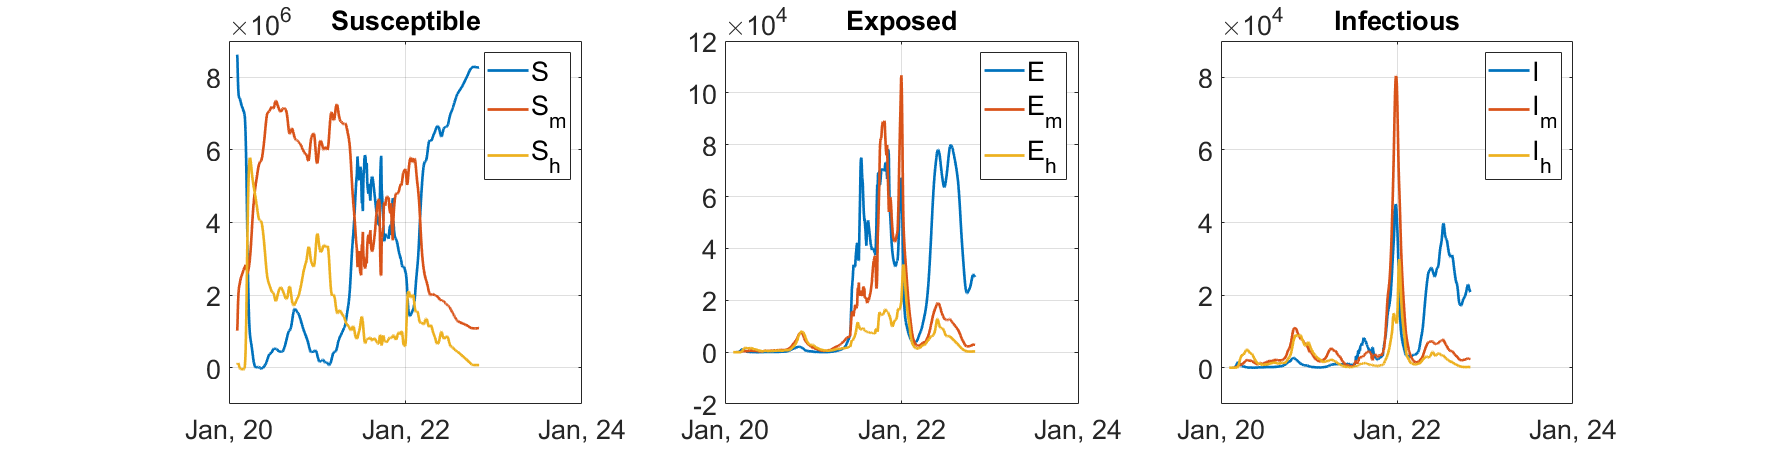 Susceptible
×10^6
8
6
4
2
0
Jan, 20
Jan, 22
Jan, 24
S
S_m
S_h
Exposed
×10^4
12
10
8
6
4
2
0
-2
Jan, 20
Jan, 22
Jan, 24
E
E_m
E_h
Infectious
×10^4
8
6
4
2
0
Jan, 20
Jan, 22
Jan, 24
I
I_m
I_h